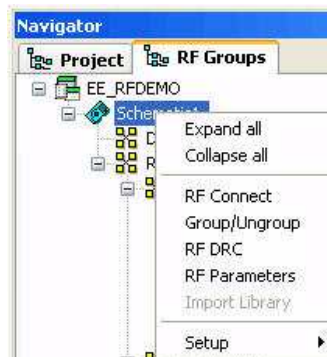 Navigator
Project RF Groups
EE_RFDEMO
Schematic1
D
R
Expand all
Collapse all
RF Connect
Group/Ungroup
RF DRC
RF Parameters
Import Library
Setup